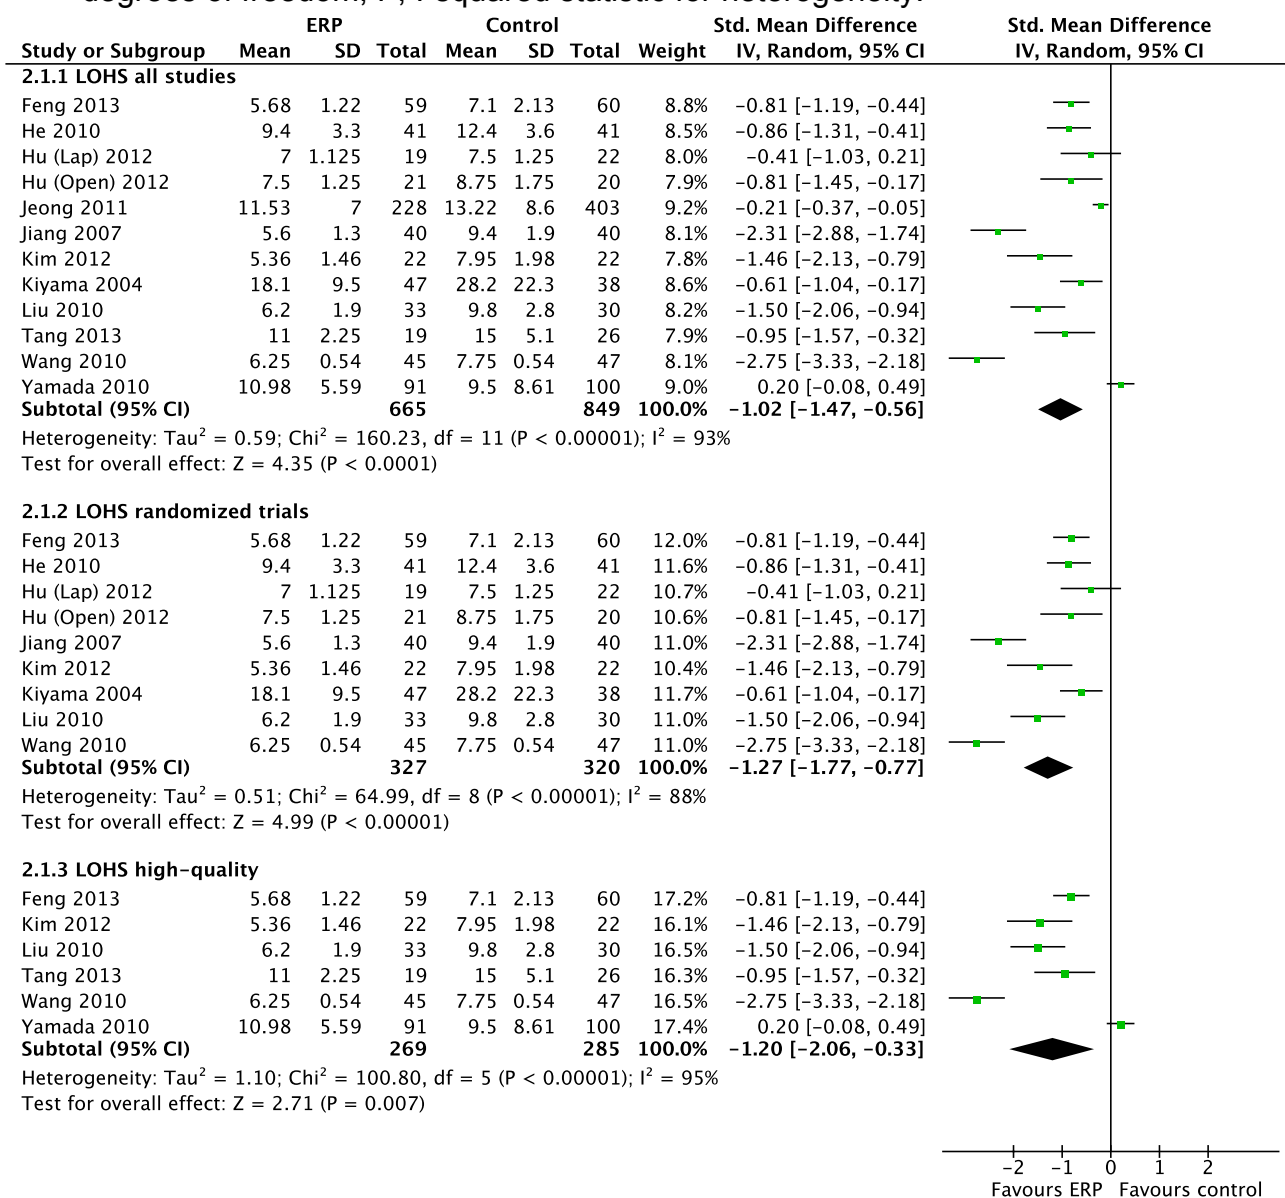 degrees of freedom; I², I-squared statistic for heterogeneity.
ERP Control Std. Mean Difference Std. Mean Difference
Study or Subgroup Mean SD Total Mean SD Total Weight IV, Random, 95% CI IV, Random, 95% CI
2.1.1 LOHS all studies
Feng 2013 5.68 1.22 59 7.1 2.13 60 8.8% −0.81 [−1.19, −0.44]
He 2010 9.4 3.3 41 12.4 3.6 41 8.5% −0.86 [−1.31, −0.41]
Hu (Lap) 2012 7 1.125 19 7.5 1.25 22 8.0% −0.41 [−1.03, 0.21]
Hu (Open) 2012 7.5 1.25 21 8.75 1.75 20 7.9% −0.81 [−1.45, −0.17]
Jeong 2011 11.53 7 228 13.22 8.6 403 9.2% −0.21 [−0.37, −0.05]
Jiang 2007 5.6 1.3 40 9.4 1.9 40 8.1% −2.31 [−2.88, −1.74]
Kim 2012 5.36 1.46 22 7.95 1.98 22 7.8% −1.46 [−2.13, −0.79]
Kiyama 2004 18.1 9.5 47 28.2 22.3 38 8.6% −0.61 [−1.04, −0.17]
Liu 2010 6.2 1.9 33 9.8 2.8 30 8.2% −1.50 [−2.06, −0.94]
Tang 2013 11 2.25 19 15 5.1 26 7.9% −0.95 [−1.57, −0.32]
Wang 2010 6.25 0.54 45 7.75 0.54 47 8.1% −2.75 [−3.33, −2.18]
Yamada 2010 10.98 5.59 91 9.5 8.61 100 9.0% 0.20 [−0.08, 0.49]
Subtotal (95% CI) 665 849 100.0% −1.02 [−1.47, −0.56]
Heterogeneity: Tau² = 0.59; Chi² = 160.23, df = 11 (P < 0.00001); I² = 93%
Test for overall effect: Z = 4.35 (P < 0.0001)
2.1.2 LOHS randomized trials
Feng 2013 5.68 1.22 59 7.1 2.13 60 12.0% −0.81 [−1.19, −0.44]
He 2010 9.4 3.3 41 12.4 3.6 41 11.6% −0.86 [−1.31, −0.41]
Hu (Lap) 2012 7 1.125 19 7.5 1.25 22 10.7% −0.41 [−1.03, 0.21]
Hu (Open) 2012 7.5 1.25 21 8.75 1.75 20 10.6% −0.81 [−1.45, −0.17]
Jiang 2007 5.6 1.3 40 9.4 1.9 40 11.0% −2.31 [−2.88, −1.74]
Kim 2012 5.36 1.46 22 7.95 1.98 22 10.4% −1.46 [−2.13, −0.79]
Kiyama 2004 18.1 9.5 47 28.2 22.3 38 11.7% −0.61 [−1.04, −0.17]
Liu 2010 6.2 1.9 33 9.8 2.8 30 11.0% −1.50 [−2.06, −0.94]
Wang 2010 6.25 0.54 45 7.75 0.54 47 11.0% −2.75 [−3.33, −2.18]
Subtotal (95% CI) 327 320 100.0% −1.27 [−1.77, −0.77]
Heterogeneity: Tau² = 0.51; Chi² = 64.99, df = 8 (P < 0.00001); I² = 88%
Test for overall effect: Z = 4.99 (P < 0.00001)
2.1.3 LOHS high−quality
Feng 2013 5.68 1.22 59 7.1 2.13 60 17.2% −0.81 [−1.19, −0.44]
Kim 2012 5.36 1.46 22 7.95 1.98 22 16.1% −1.46 [−2.13, −0.79]
Liu 2010 6.2 1.9 33 9.8 2.8 30 16.5% −1.50 [−2.06, −0.94]
Tang 2013 11 2.25 19 15 5.1 26 16.3% −0.95 [−1.57, −0.32]
Wang 2010 6.25 0.54 45 7.75 0.54 47 16.5% −2.75 [−3.33, −2.18]
Yamada 2010 10.98 5.59 91 9.5 8.61 100 17.4% 0.20 [−0.08, 0.49]
Subtotal (95% CI) 269 285 100.0% −1.20 [−2.06, −0.33]
Heterogeneity: Tau² = 1.10; Chi² = 100.80, df = 5 (P < 0.00001); I² = 95%
Test for overall effect: Z = 2.71 (P = 0.007)
−2 −1 0 1 2
Favours ERP Favours control